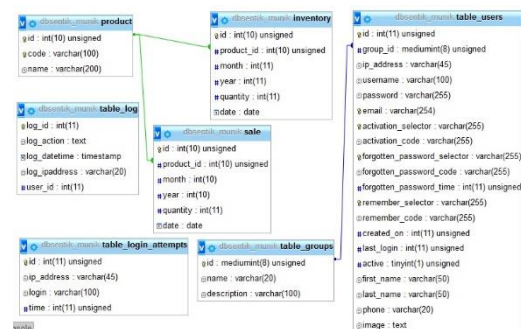 dbsentik_munik product
id : int(10) unsigned
code : varchar(100)
name : varchar(200)
dbsentik_munik inventory
id : int(10) unsigned
product_id : int(10) unsigned
month : int(11)
year : int(11)
quantity : int(11)
date : date
dbsentik_munik table_log
log_id : int(11)
log_action : text
log_datetime : timestamp
log_ipaddress : varchar(20)
user_id : int(11)
dbsentik_munik sale
id : int(10) unsigned
product_id : int(10) unsigned
month : int(10)
year : int(10)
quantity : int(11)
date : date
dbsentik_munik table_login_attempts
id : int(11) unsigned
ip_address : varchar(45)
login : varchar(100)
time : int(11) unsigned
dbsentik_munik table_groups
id : mediumint(8) unsigned
name : varchar(20)
description : varchar(100)
dbsentik_munik table_users
id : int(11) unsigned
group_id : mediumint(8) unsigned
ip_address : varchar(45)
username : varchar(100)
password : varchar(255)
email : varchar(254)
activation_selector : varchar(255)
activation_code : varchar(255)
forgotten_password_selector : varchar(255)
forgotten_password_code : varchar(255)
forgotten_password_time : int(11) unsigned
remember_selector : varchar(255)
remember_code : varchar(255)
created_on : int(11) unsigned
last_login : int(11) unsigned
active : tinyint(1) unsigned
first_name : varchar(50)
last_name : varchar(50)
phone : varchar(20)
image : text